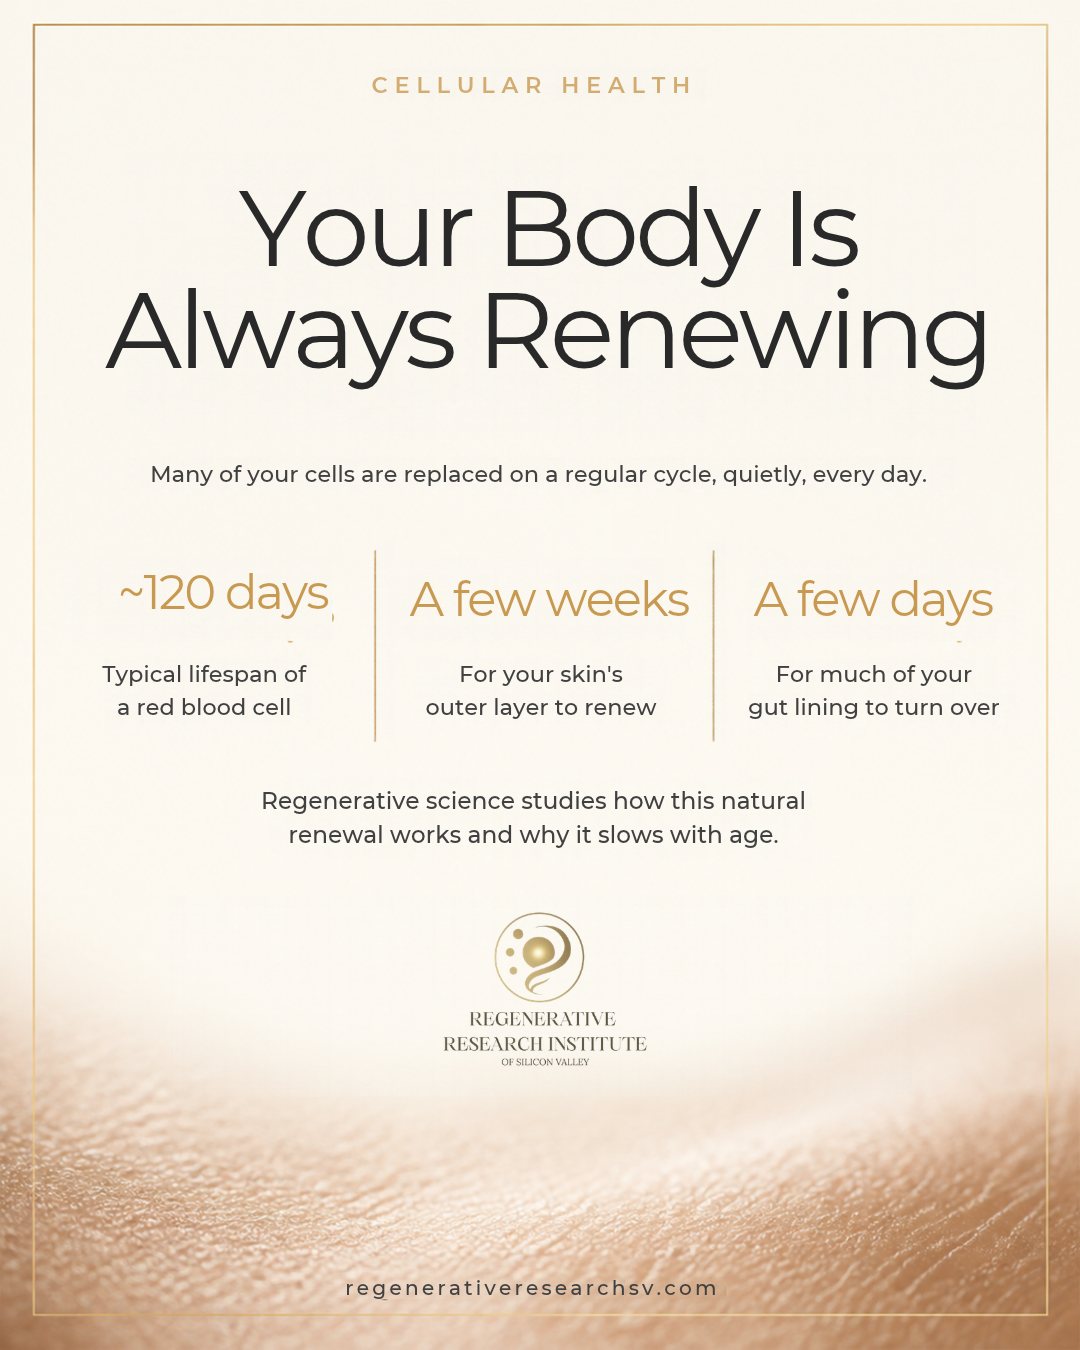 CELLULAR HEALTH
Your Body Is
Always Renewing
Many of your cells are replaced on a regular cycle, quietly, every day.
~120 days
Typical lifespan of
a red blood cell
A few weeks
For your skin's
outer layer to renew
A few days
For much of your
gut lining to turn over
Regenerative science studies how this natural
renewal works and why it slows with age.
REGENERATIVE
RESEARCH INSTITUTE
OF SILICON VALLEY
regenerativeresearchsv.com